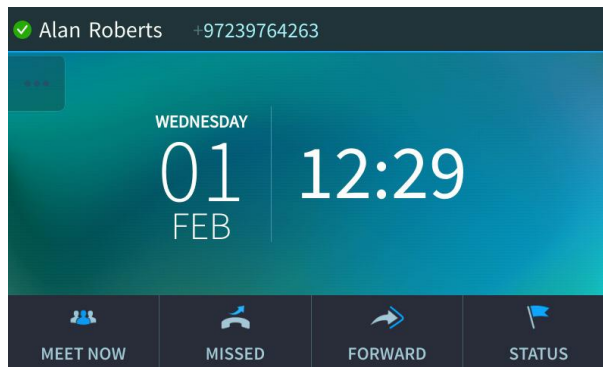 Alan Roberts +97239764263
WEDNESDAY
01
FEB
12:29
MEET NOW MISSED FORWARD STATUS